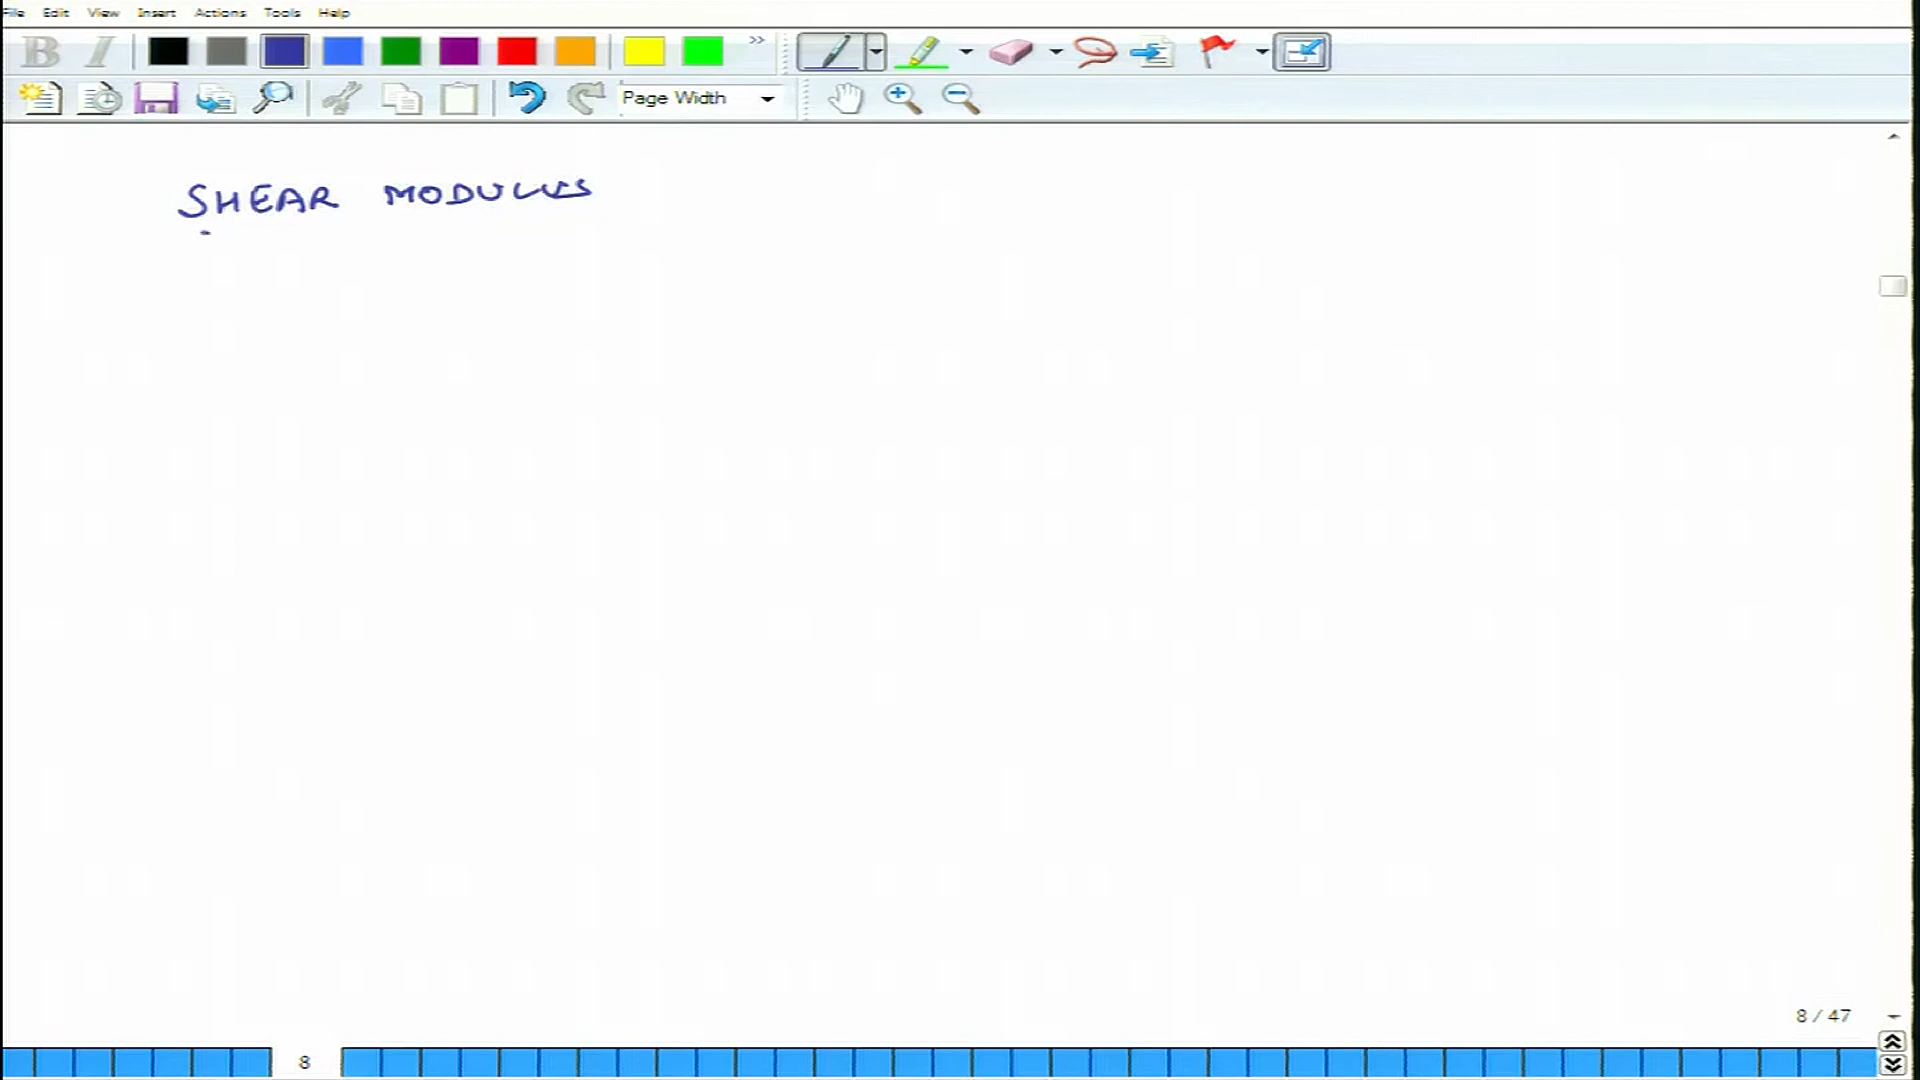 File Edit View Insert Actions Tools Help
B I
Page Width
SHEAR MODULUS
8 / 47
8